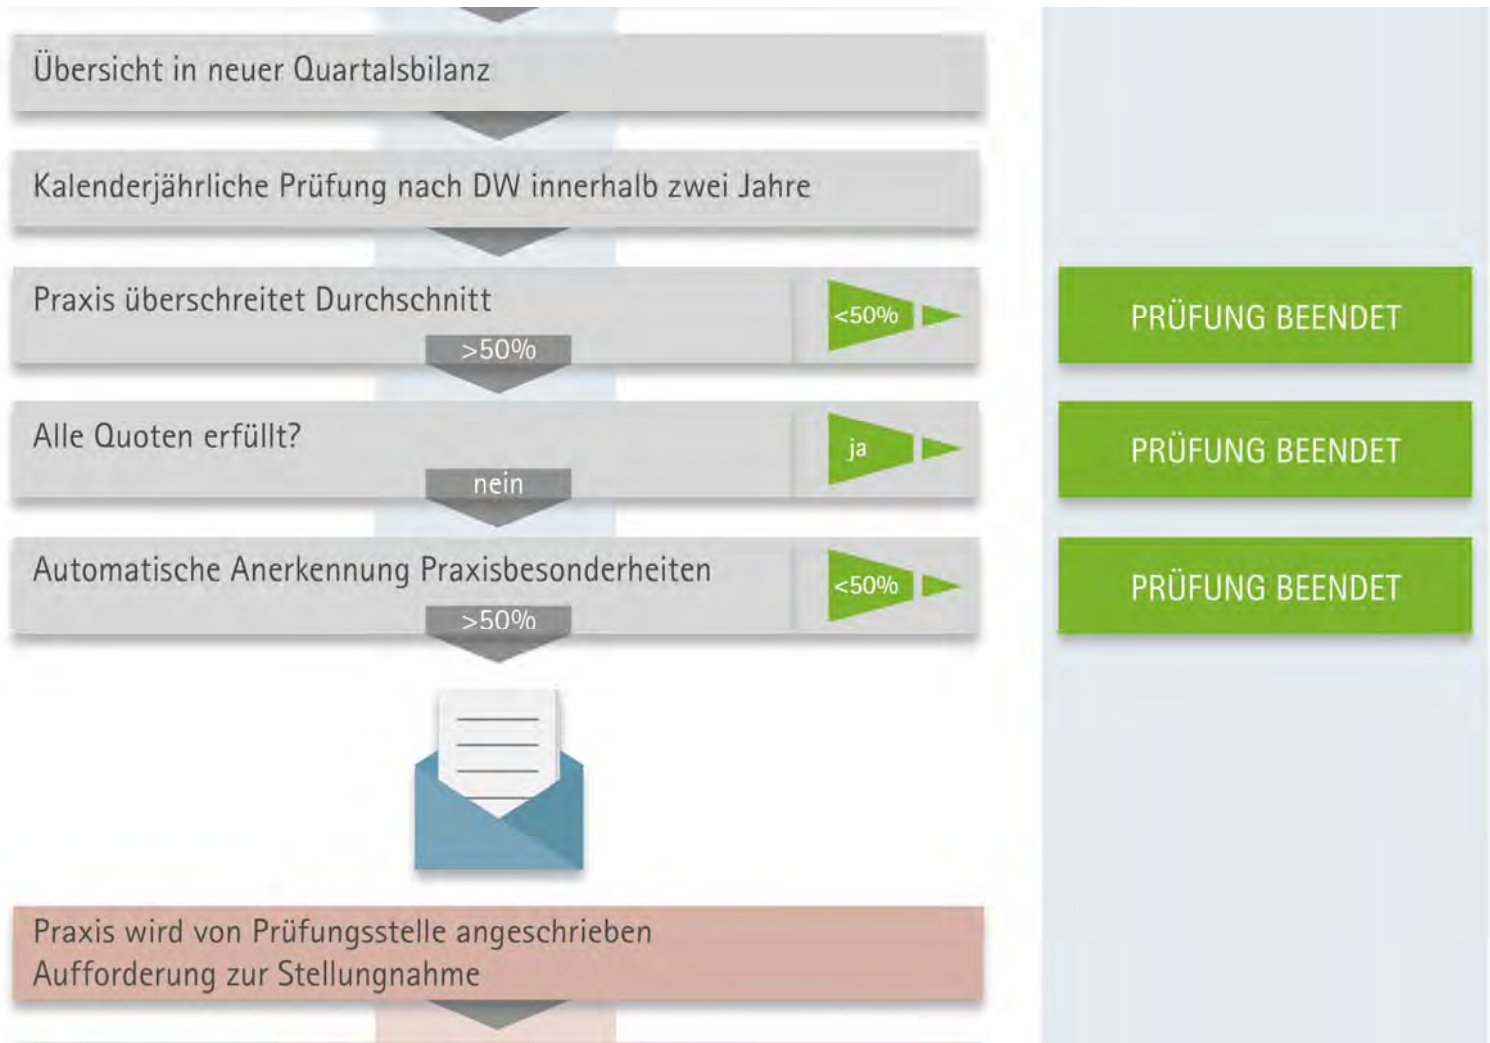 Übersicht in neuer Quartalsbilanz
Kalenderjährliche Prüfung nach DW innerhalb zwei Jahre
Praxis überschreitet Durchschnitt
<50%
PRÜFUNG BEENDET
>50%
Alle Quoten erfüllt?
ja
PRÜFUNG BEENDET
nein
Automatische Anerkennung Praxisbesonderheiten
<50%
PRÜFUNG BEENDET
>50%
Praxis wird von Prüfungsstelle angeschrieben
Aufforderung zur Stellungnahme